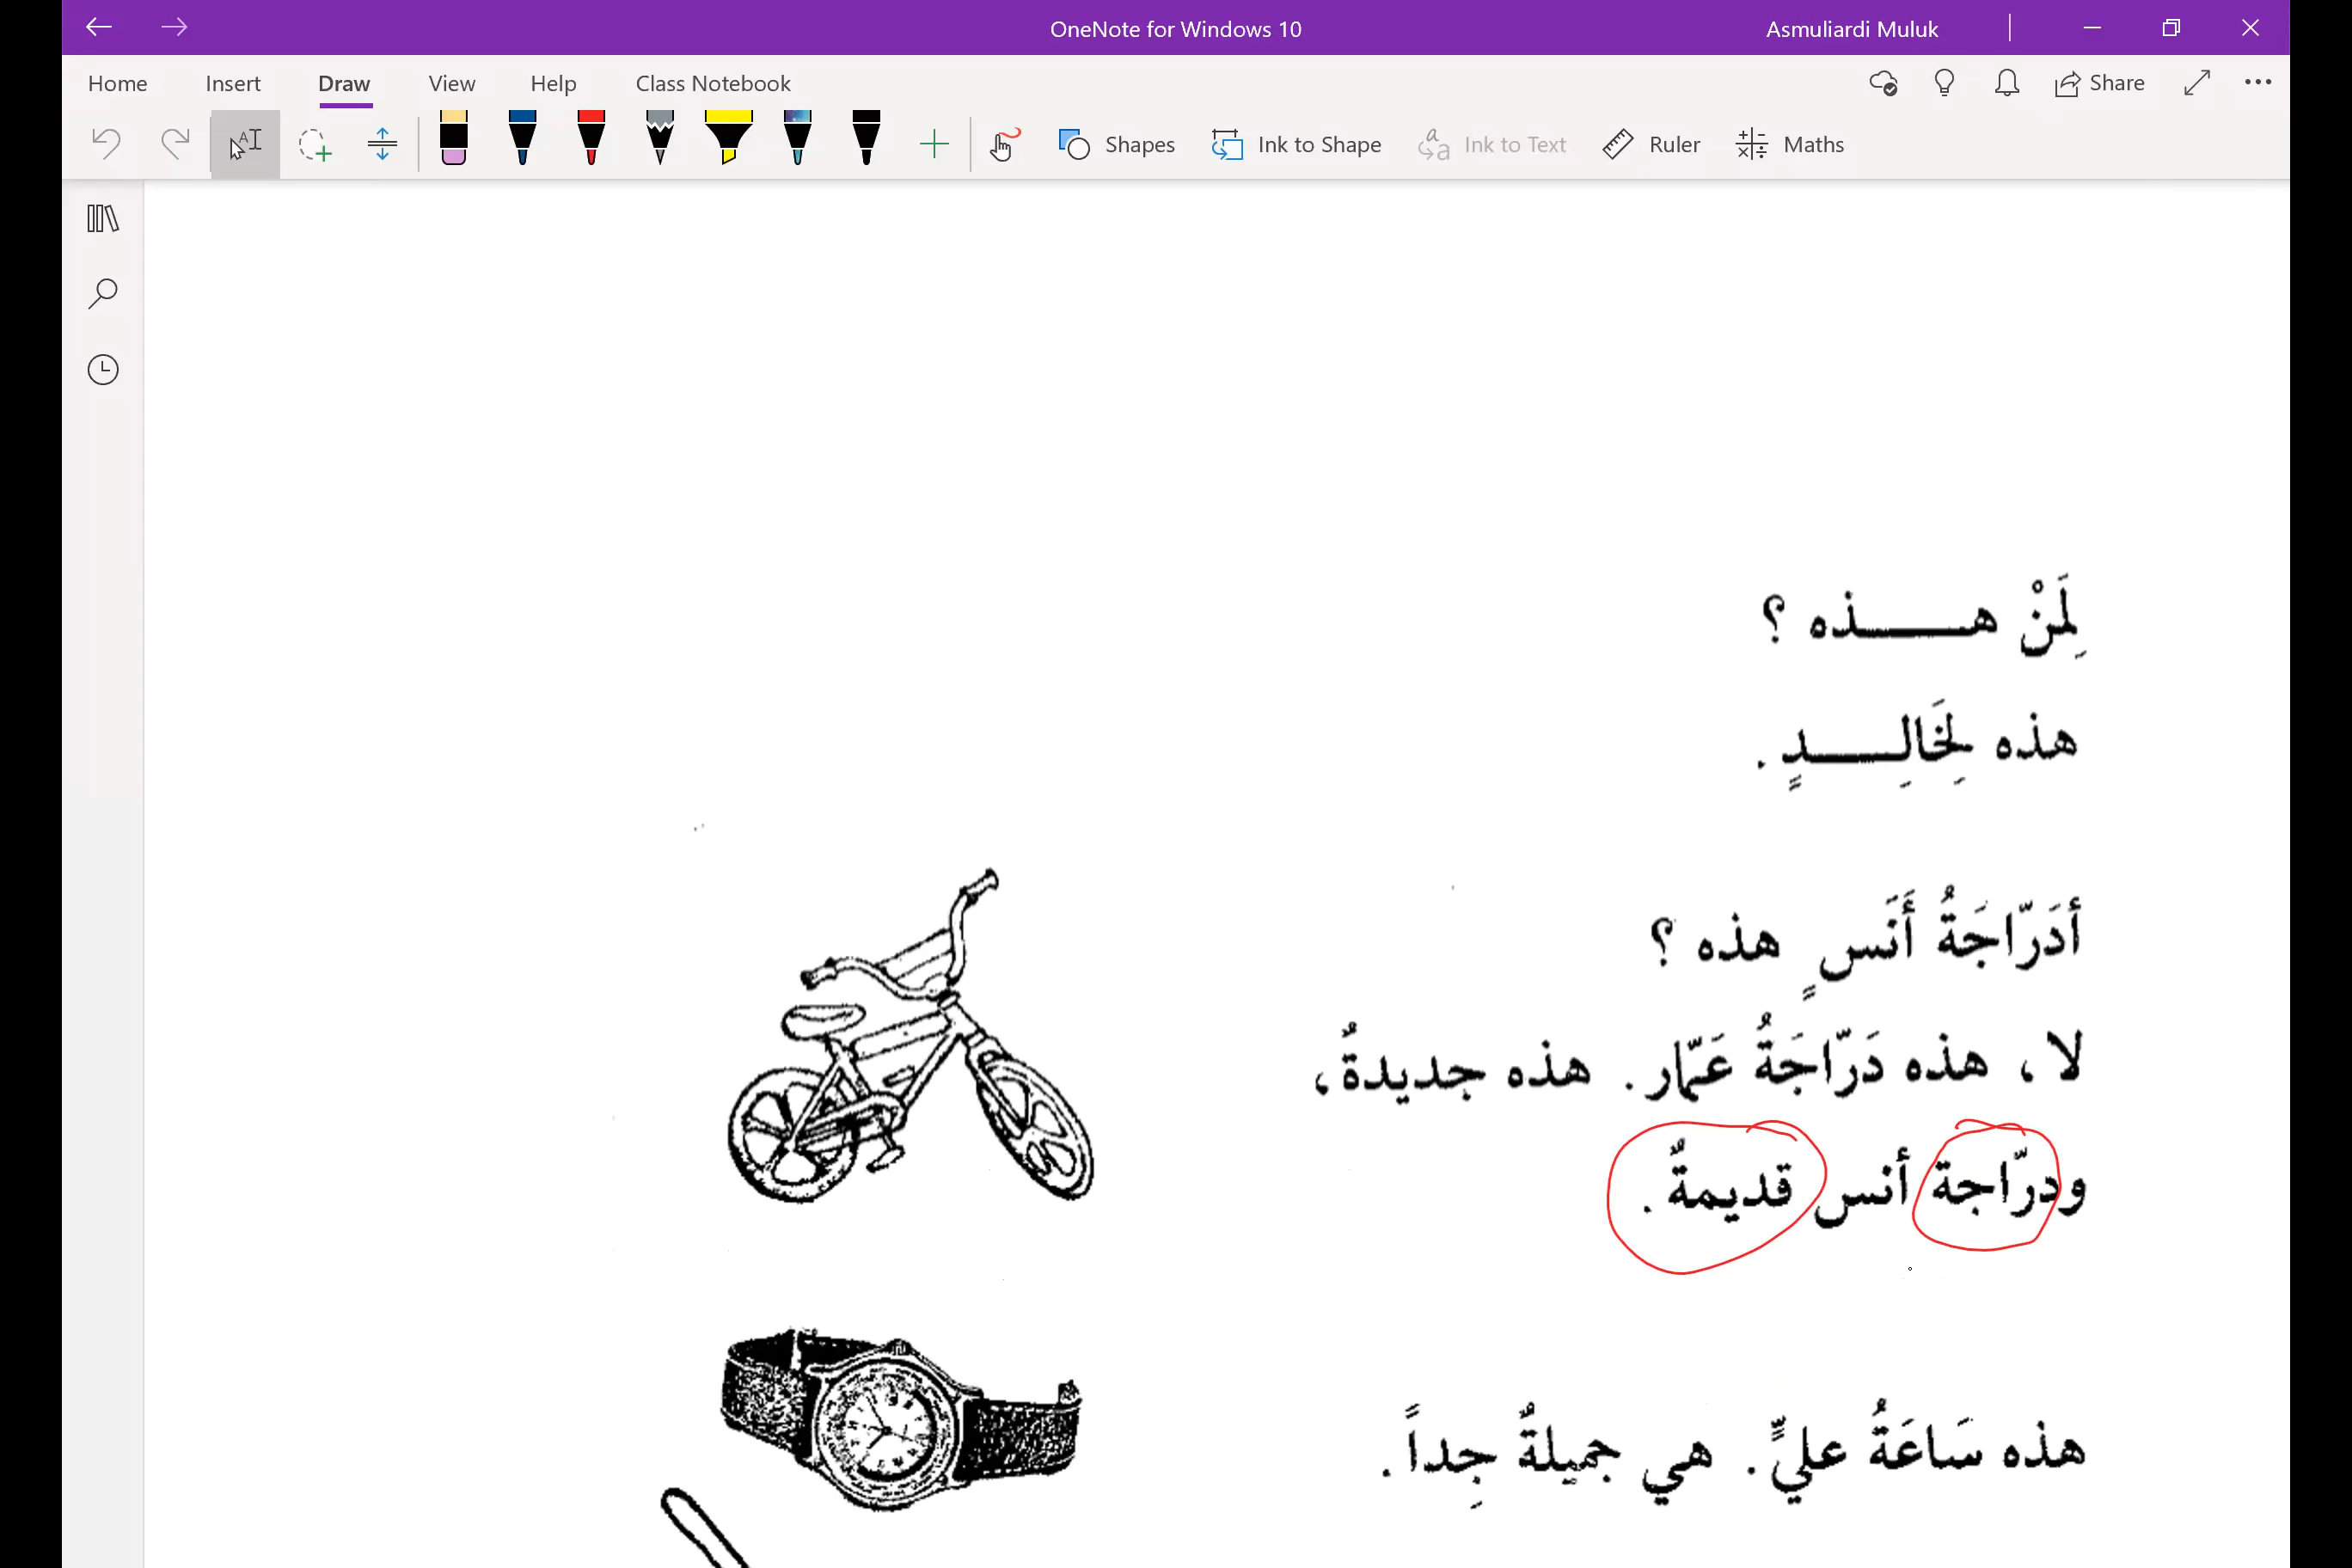 OneNote for Windows 10
Asmuliardi Muluk
Home Insert Draw View Help Class Notebook Share
Shapes Ink to Shape Ink to Text Ruler Maths
لِمَنْ هـــــذه ؟
هذه لِخَالِـــــدٍ .
أَدَرّاجَةُ أَنَسٍ هذه ؟
لا ، هذه دَرّاجَةُ عَمّار . هذه جديدةٌ ،
ودرّاجة أنس قديمةٌ .
هذه سَاعَةُ عليٍّ . هي جميلةٌ جِداً .